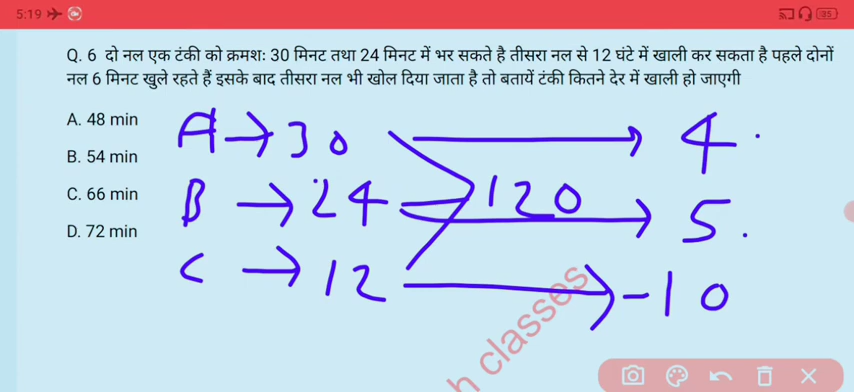 5:19
135
Q. 6 दो नल एक टंकी को क्रमशः 30 मिनट तथा 24 मिनट में भर सकते है तीसरा नल से 12 घंटे में खाली कर सकता है पहले दोनों
नल 6 मिनट खुले रहते हैं इसके बाद तीसरा नल भी खोल दिया जाता है तो बतायें टंकी कितने देर में खाली हो जाएगी
A. 48 min
B. 54 min
C. 66 min
D. 72 min
A → 30 → 4
B → 24 120 → 5
C → 12 → -10
h classes